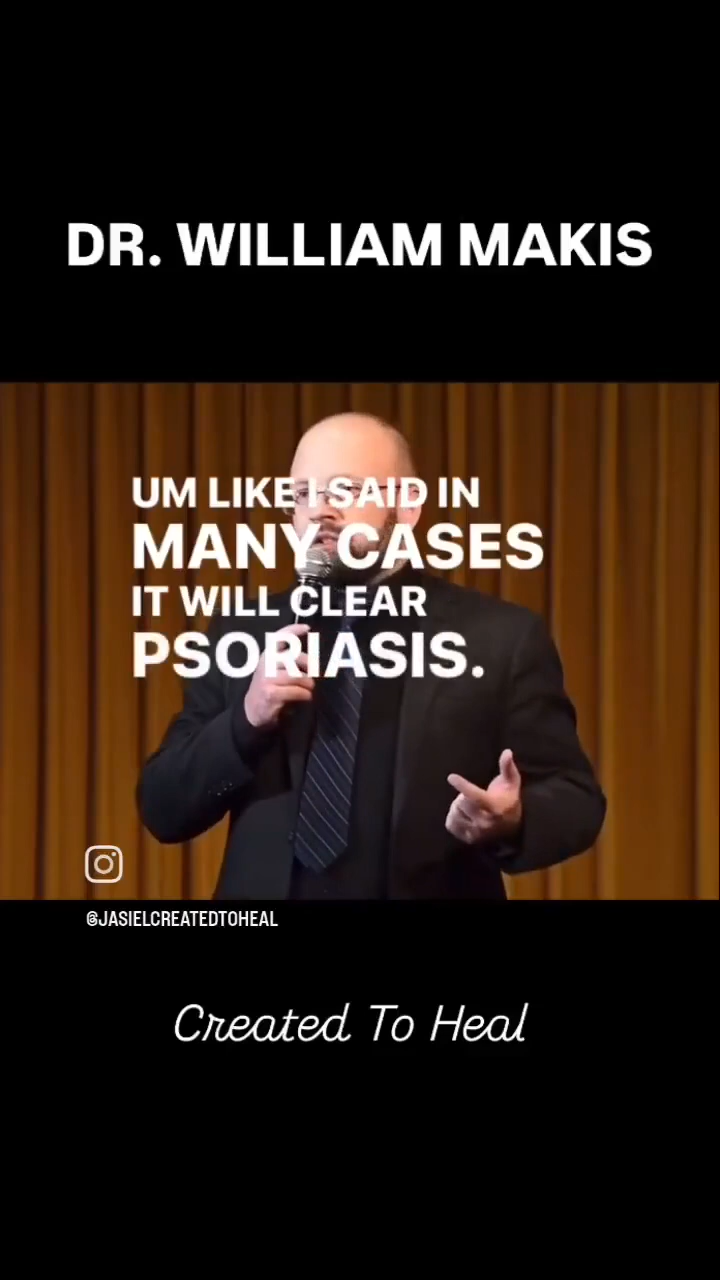 DR. WILLIAM MAKIS
UM LIKE I SAID IN
MANY CASES
IT WILL CLEAR
PSORIASIS.
@JASIELCREATEDTOHEAL
Created To Heal